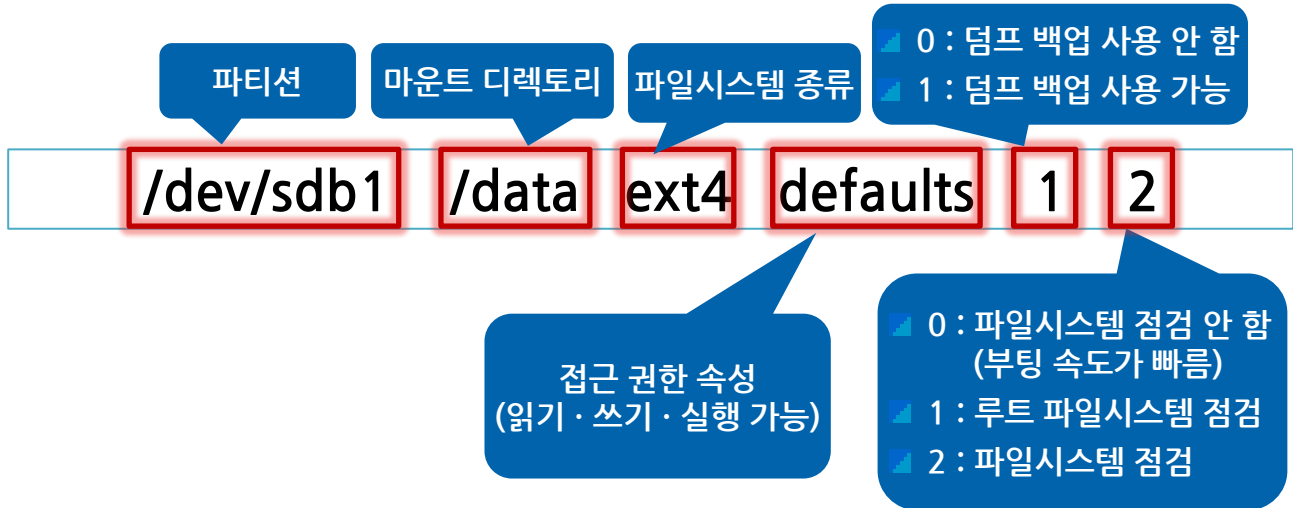 파티션
마운트 디렉토리
파일시스템 종류
0 : 덤프 백업 사용 안 함
1 : 덤프 백업 사용 가능
/dev/sdb1 /data ext4 defaults 1 2
접근 권한 속성
(읽기 · 쓰기 · 실행 가능)
0 : 파일시스템 점검 안 함
(부팅 속도가 빠름)
1 : 루트 파일시스템 점검
2 : 파일시스템 점검